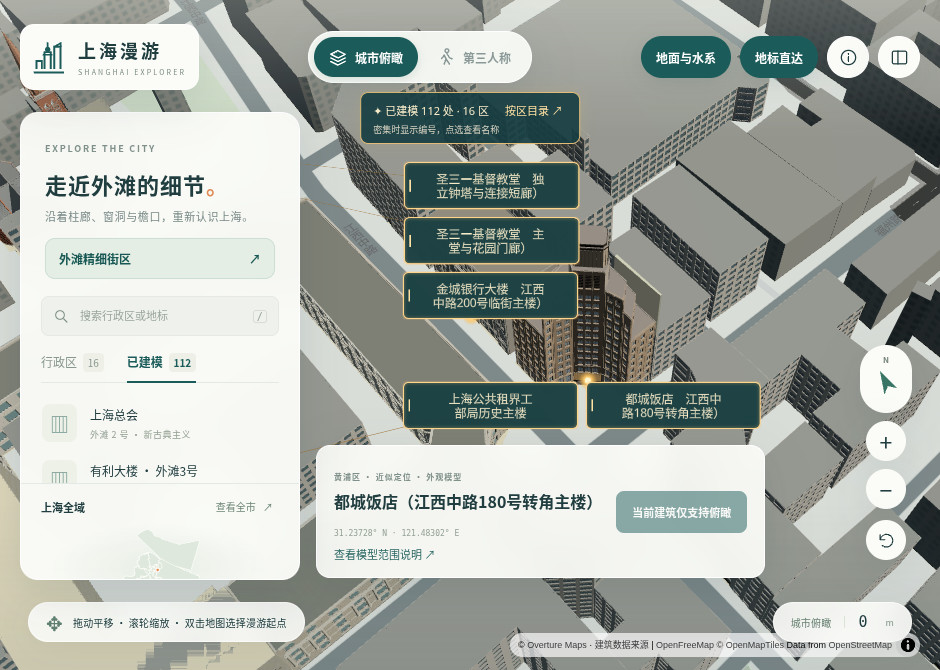 上海漫游
SHANGHAI EXPLORER
城市俯瞰
第三人称
地面与水系
地标直达
✦ 已建模 112 处 · 16 区 按区目录 ↗
密集时显示编号，点选查看名称
EXPLORE THE CITY
走近外滩的细节。
沿着柱廊、窗洞与檐口，重新认识上海。
外滩精细街区 ↗
搜索行政区或地标 /
行政区 16 已建模 112
上海总会
外滩 2 号 · 新古典主义
有利大楼 · 外滩3号
上海全域 查看全市 ↗
圣三一基督教堂 独
立钟塔与连接短廊）
圣三一基督教堂 主
堂与花园门廊）
金城银行大楼 江西
中路200号临街主楼）
上海公共租界工
部局历史主楼
都城饭店 江西中
路180号转角主楼）
黄浦区 · 近似定位 · 外观模型
都城饭店（江西中路180号转角主楼）
31.23728° N · 121.48302° E
查看模型范围说明 ↗
当前建筑仅支持俯瞰
N
+
−
拖动平移 · 滚轮缩放 · 双击地图选择漫游起点
城市俯瞰 0 m
© Overture Maps · 建筑数据来源 | OpenFreeMap © OpenMapTiles Data from OpenStreetMap